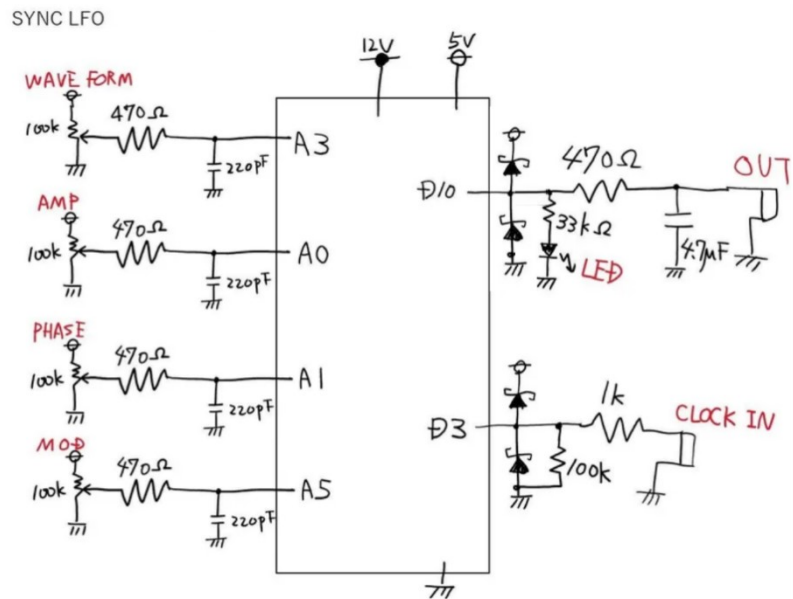 SYNC LFO
12V
5V
WAVE FORM
100k
470Ω
220pF
A3
AMP
100k
470Ω
220pF
A0
PHASE
100k
470Ω
220pF
A1
MOD
100k
470Ω
220pF
A5
D10
470Ω
OUT
33kΩ
LED
4.7μF
D3
1k
CLOCK IN
100k